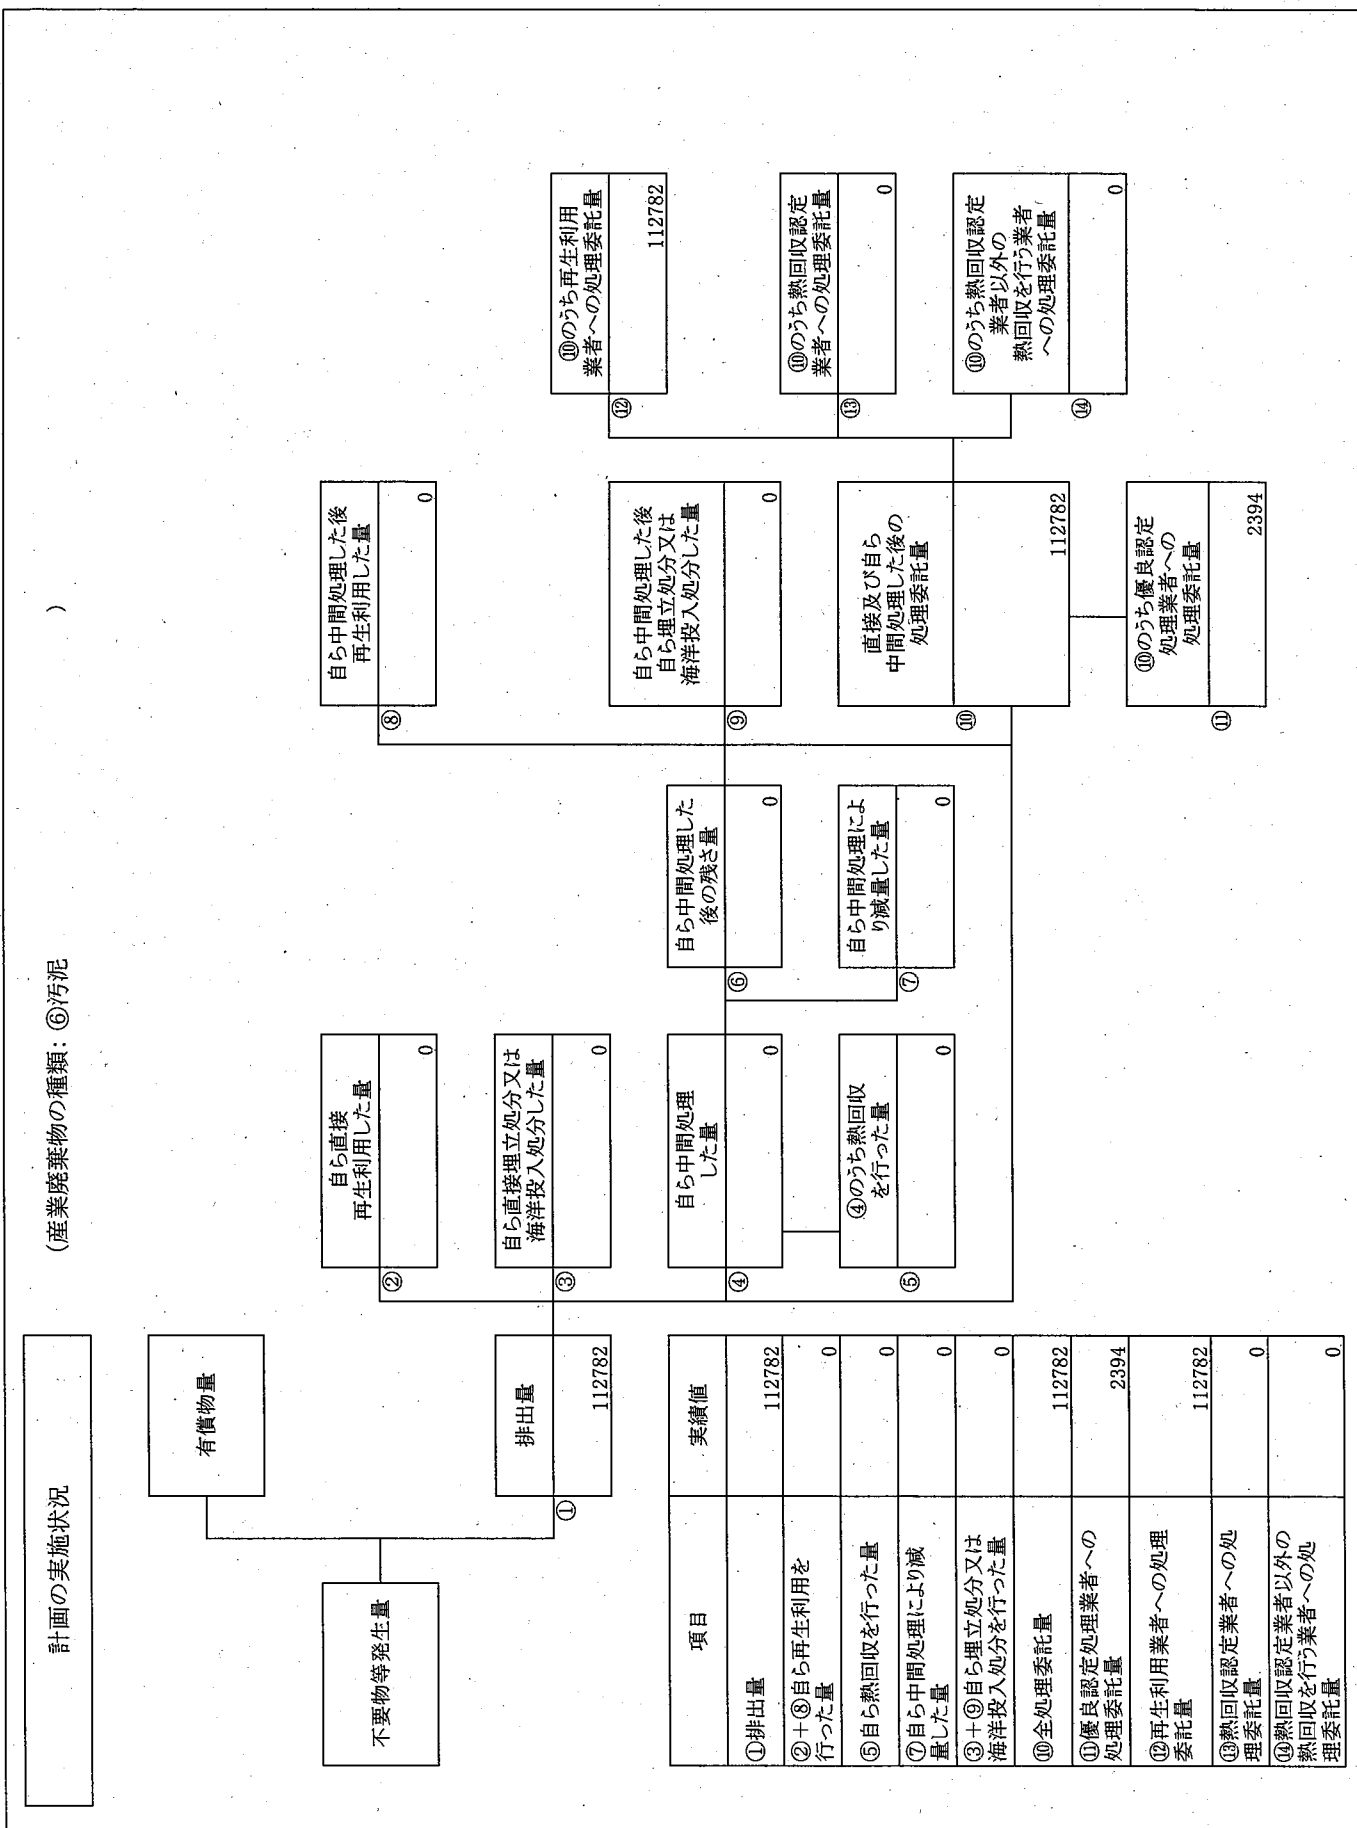 計画の実施状況
(産業廃棄物の種類：⑥汚泥
)
不要物等発生量
有償物量
①
排出量
112782
②
自ら直接
再生利用した量
0
③
自ら直接埋立処分又は
海洋投入処分した量
0
④
自ら中間処理
した量
0
⑤
④のうち熱回収
を行った量
0
⑥
自ら中間処理した
後の残さ量
0
⑦
自ら中間処理によ
り減量した量
0
⑧
自ら中間処理した後
再生利用した量
0
⑨
自ら中間処理した後
自ら埋立処分又は
海洋投入処分した量
0
⑩
直接及び自ら
中間処理した後の
処理委託量
112782
⑪
⑩のうち優良認定
処理業者への
処理委託量
2394
⑫
⑩のうち再生利用
業者への処理委託量
112782
⑬
⑩のうち熱回収認定
業者への処理委託量
0
⑭
⑩のうち熱回収認定
業者以外の
熱回収を行う業者
への処理委託量
0
項目
実績値
①排出量
112782
②＋⑧自ら再生利用を
行った量
0
⑤自ら熱回収を行った量
0
⑦自ら中間処理により減
量した量
0
③＋⑨自ら埋立処分又は
海洋投入処分を行った量
0
⑩全処理委託量
112782
⑪優良認定処理業者への
処理委託量
2394
⑫再生利用業者への処理
委託量
112782
⑬熱回収認定業者への処
理委託量
0
⑭熱回収認定業者以外の
熱回収を行う業者への処
理委託量
0